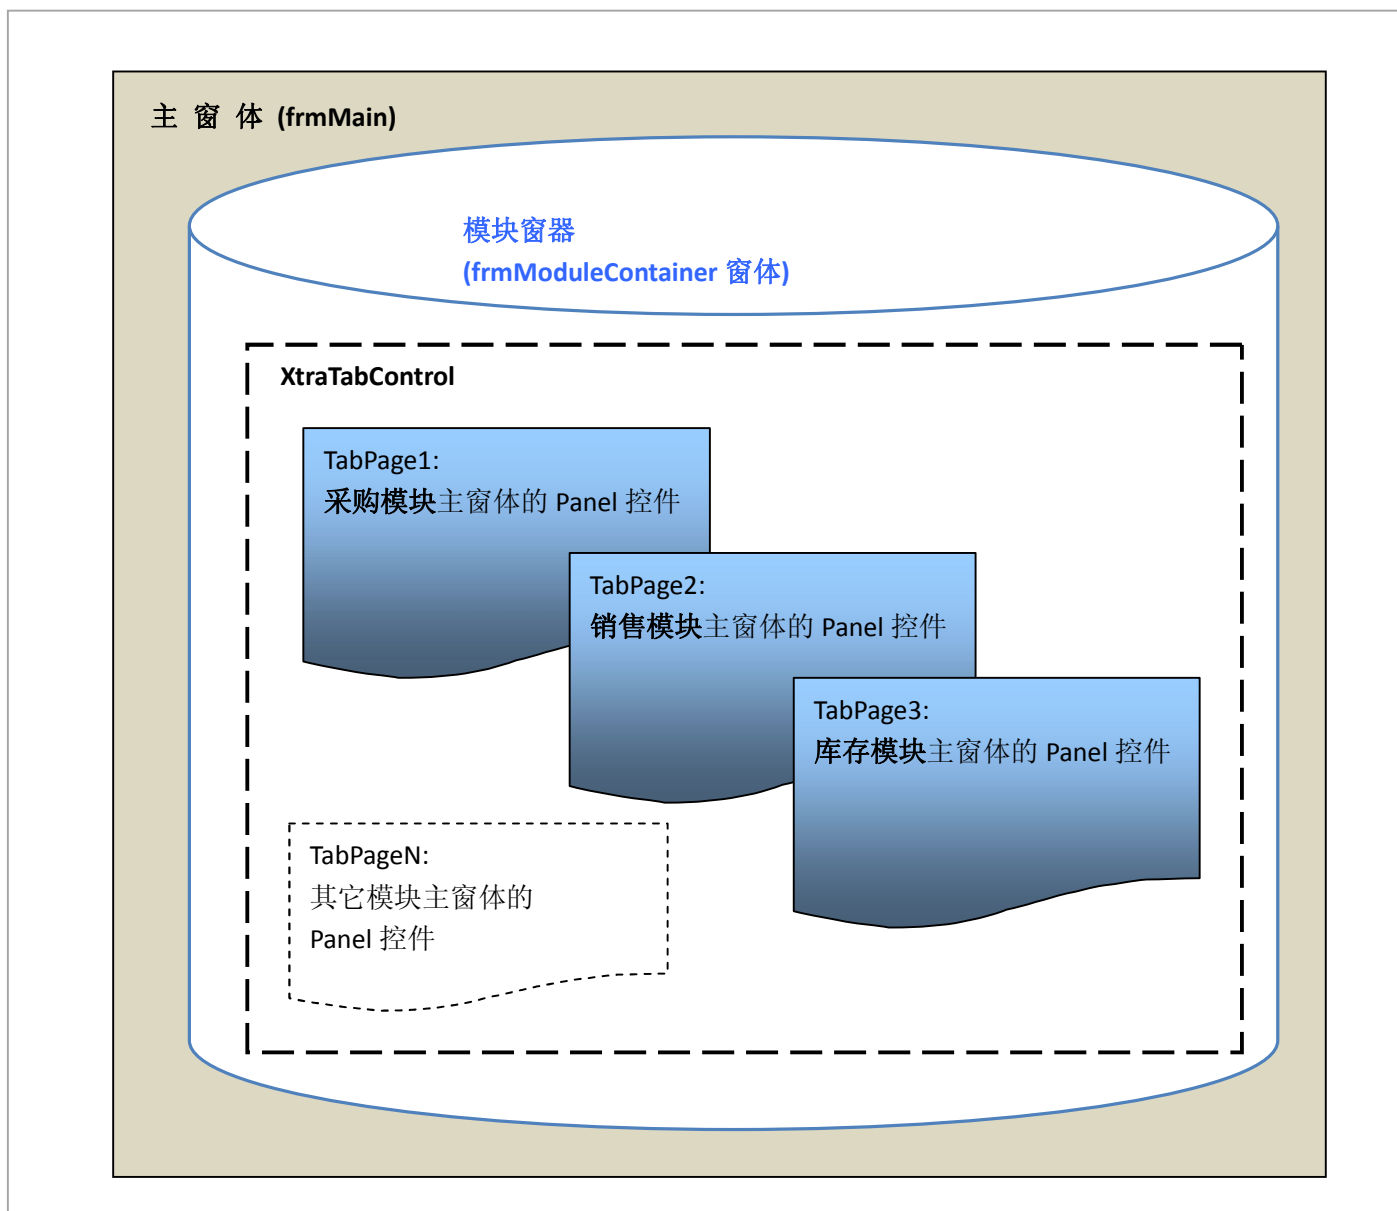 主 窗 体 (frmMain)
模块窗器
(frmModuleContainer 窗体)
XtraTabControl
TabPage1:
采购模块主窗体的 Panel 控件
TabPage2:
销售模块主窗体的 Panel 控件
TabPage3:
库存模块主窗体的 Panel 控件
TabPageN:
其它模块主窗体的
Panel 控件